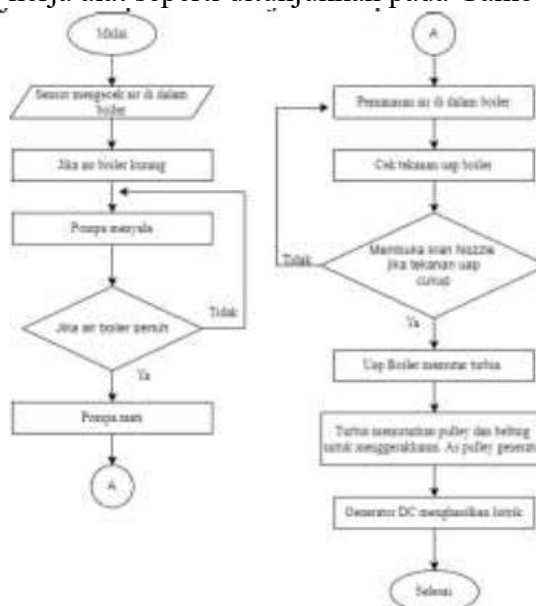 kerja alat seperti ditunjukkan pada
Mulai
Sensor mengecek air di dalam
boiler
Jika air boiler kurang
Pompa menyala
Jika air boiler penuh
Tidak
Ya
Pompa mati
A
A
Pemanasan air di dalam boiler
Cek tekanan uap boiler
Membuka kran Nozzle
jika tekanan uap
cukup
Tidak
Ya
Uap Boiler memutar turbin
Turbin memutarkan pulley dan belting
untuk menggerakkan As pulley generator
Generator DC menghasilkan listrik
Selesai